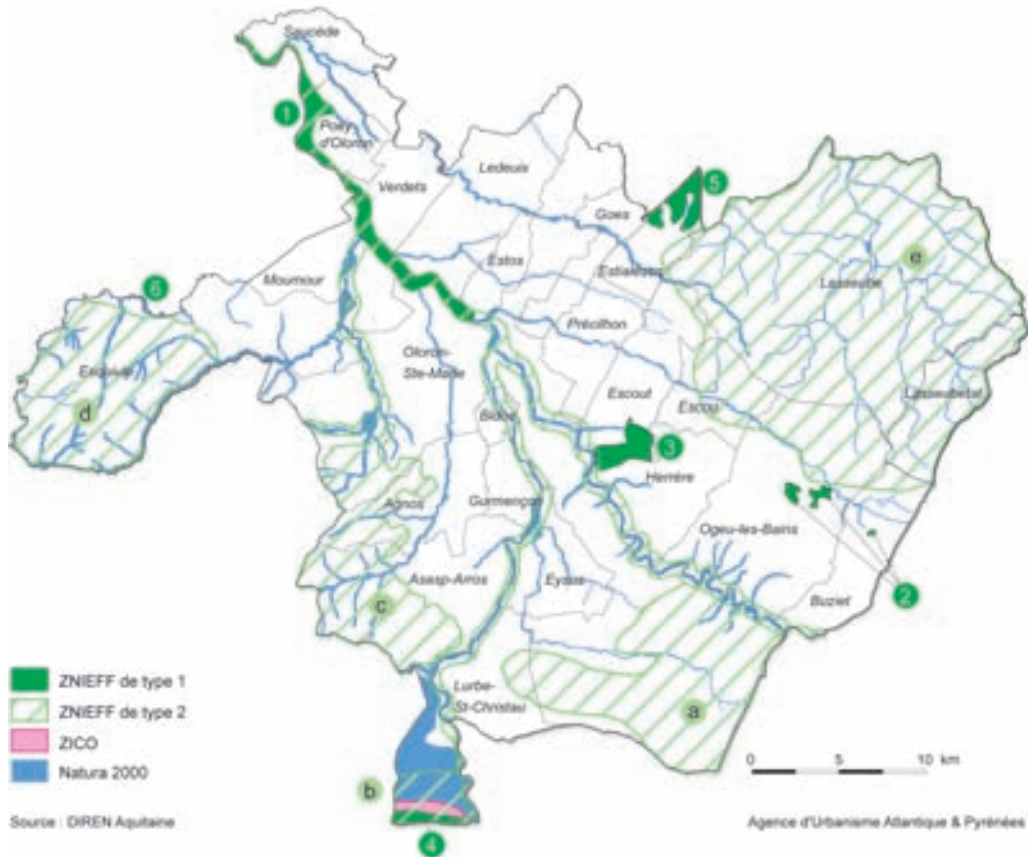 Saucède
1
Poey
d'Oloron
Verdets
Ledeuix
5
Goès
e
Estos
Estialescq
Lasseube
6
Moumour
Précilhon
Esquiule
Oloron-
Ste-Marie
Escout
Escou
Lasseubetat
d
Bidos
3
Herrère
Agnos
Gurmençon
Ogeu-les-Bains
Asasp-Arros
Eysus
c
Buziet
2
ZNIEFF de type 1
ZNIEFF de type 2
ZICO
Natura 2000
Lurbe-
St-Christau
a
0 5 10 km
b
Source : DIREN Aquitaine
Agence d'Urbanisme Atlantique & Pyrénées
4